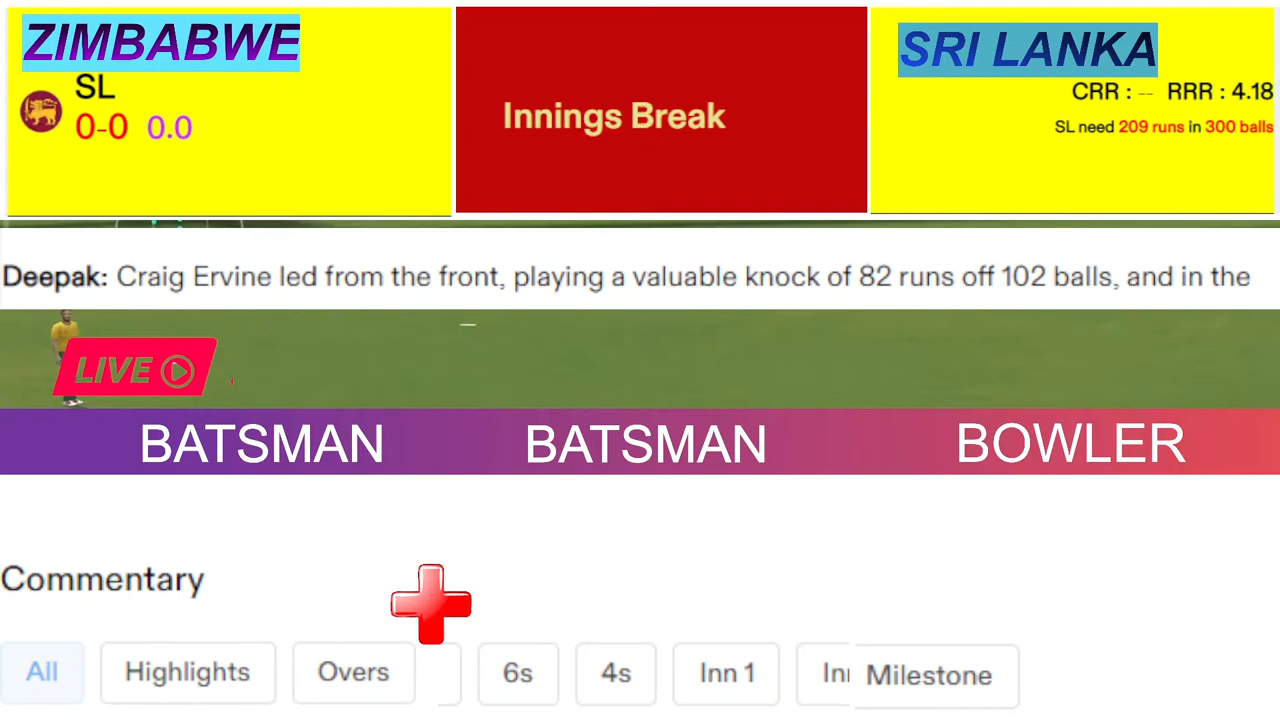 ZIMBABWE
SL
0-0 0.0
Innings Break
SRI LANKA
CRR : -- RRR : 4.18
SL need 209 runs in 300 balls
Deepak: Craig Ervine led from the front, playing a valuable knock of 82 runs off 102 balls, and in the
LIVE
BATSMAN BATSMAN BOWLER
Commentary
All Highlights Overs 6s 4s Inn 1 Milestone